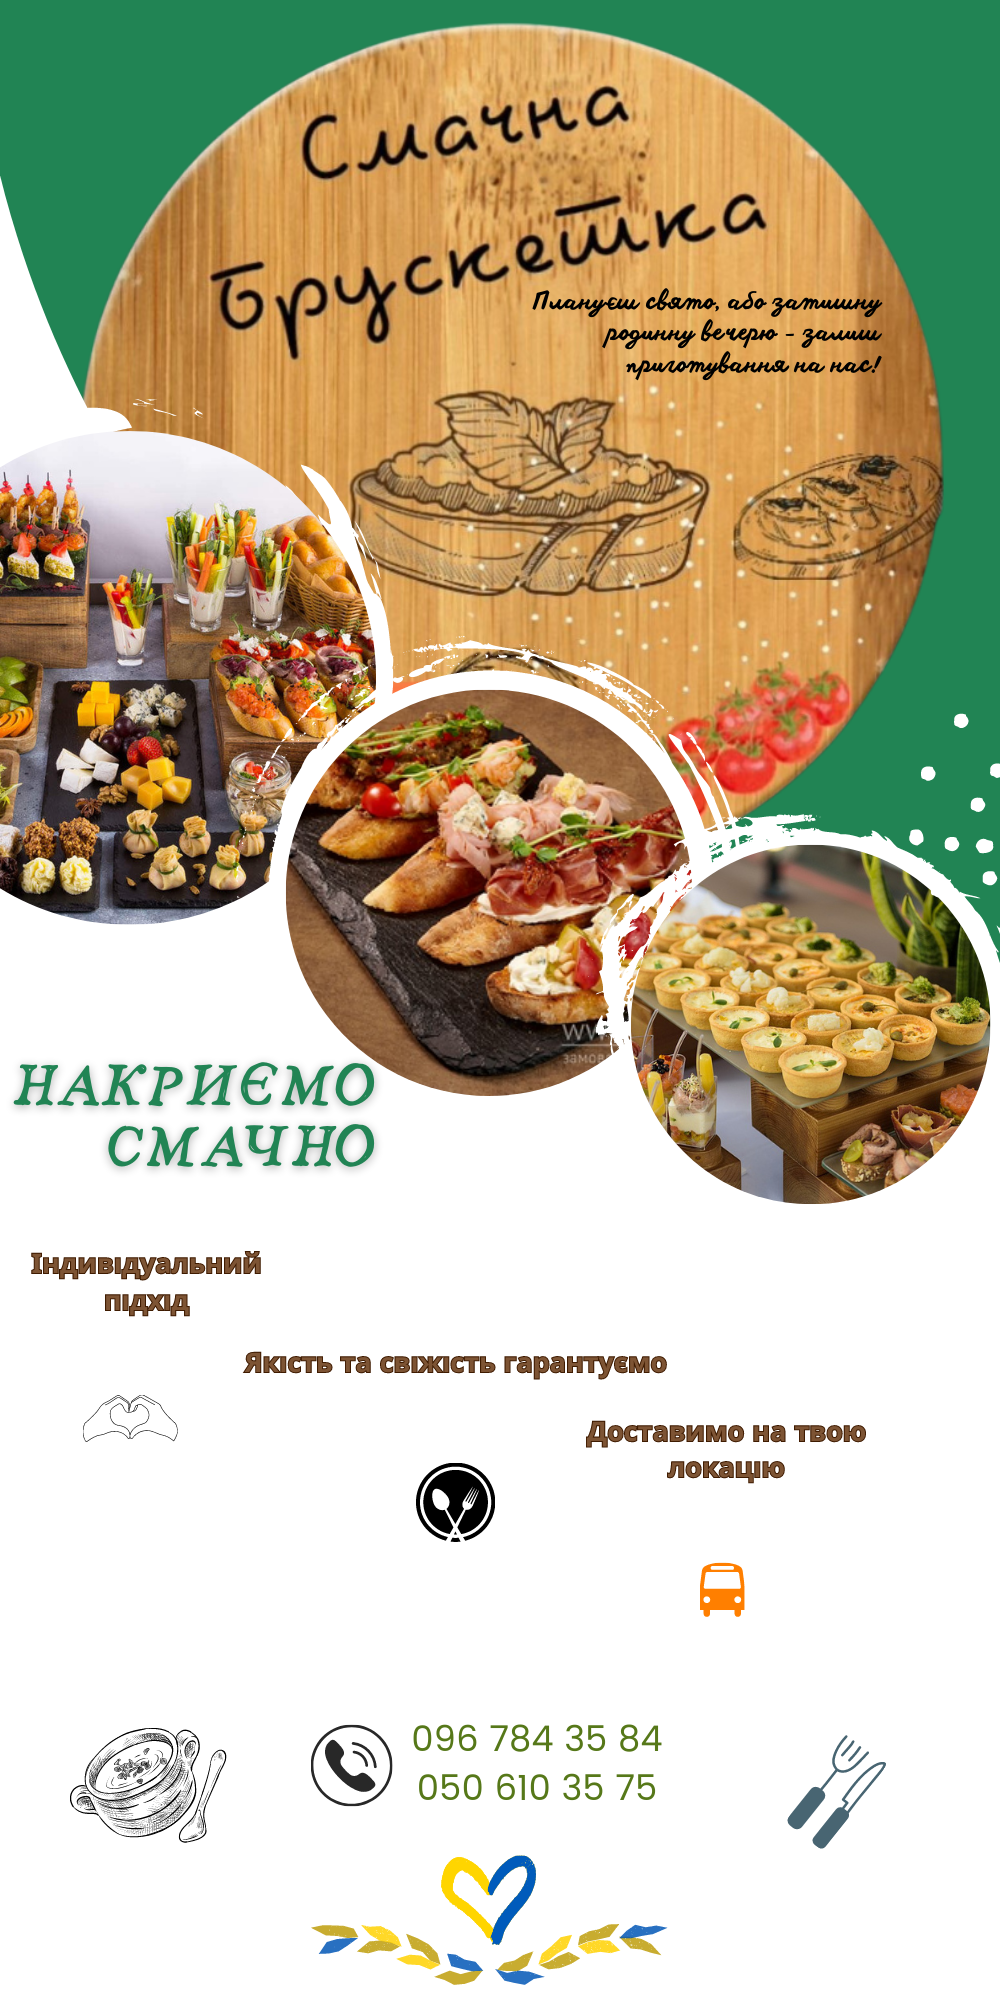 Смачна
Брускетка
Плануєш свято, або затишну
родинну вечерю - залиш
приготування на нас!
НАКРИЄМО
СМАЧНО
Індивідуальний
підхід
Якість та свіжість гарантуємо
Доставимо на твою
локацію
096 784 35 84
050 610 35 75